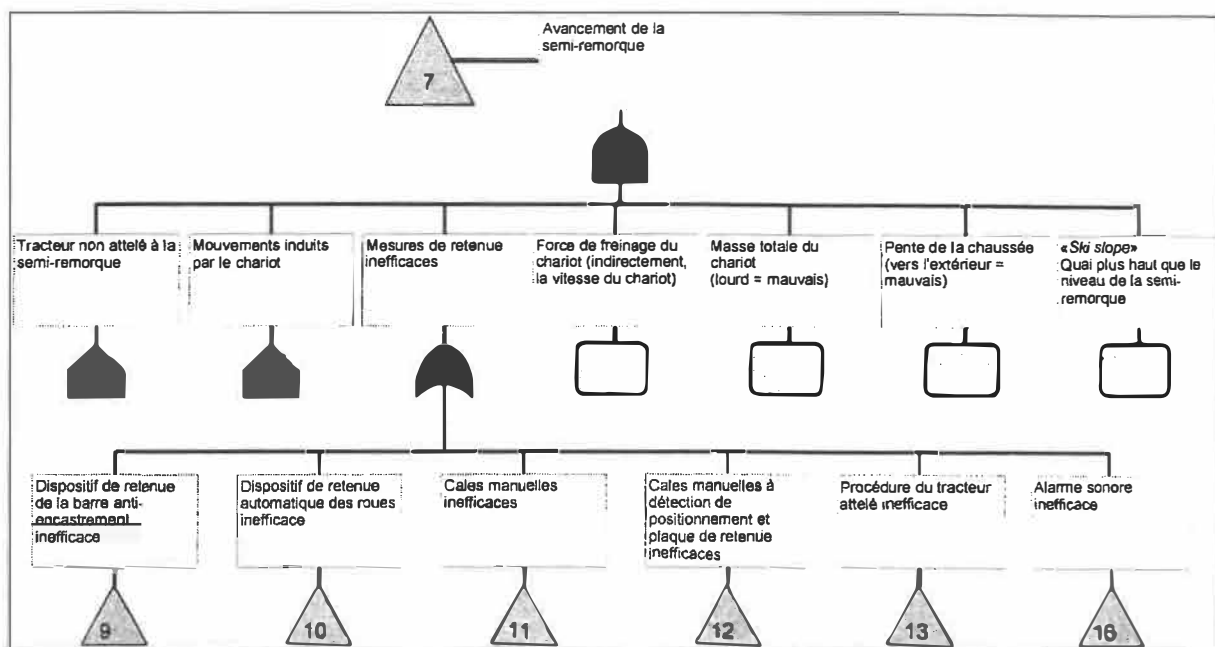 Avancement de la
semi-remorque
7
Tracteur non attelé à la
semi-remorque
Mouvements induits
par le chariot
Mesures de retenue
inefficaces
Force de freinage du
chariot (indirectement,
la vitesse du chariot)
Masse totale du
chariot
(lourd = mauvais)
Pente de la chaussée
(vers l'extérieur =
mauvais)
«Ski slope»
Quai plus haut que le
niveau de la semi-
remorque
Dispositif de retenue
de la barre anti-
encastrement
inefficace
Dispositif de retenue
automatique des roues
inefficace
Cales manuelles
inefficaces
Cales manuelles à
détection de
positionnement et
plaque de retenue
inefficaces
Procédure du tracteur
attelé inefficace
Alarme sonore
inefficace
9
10
11
12
13
16